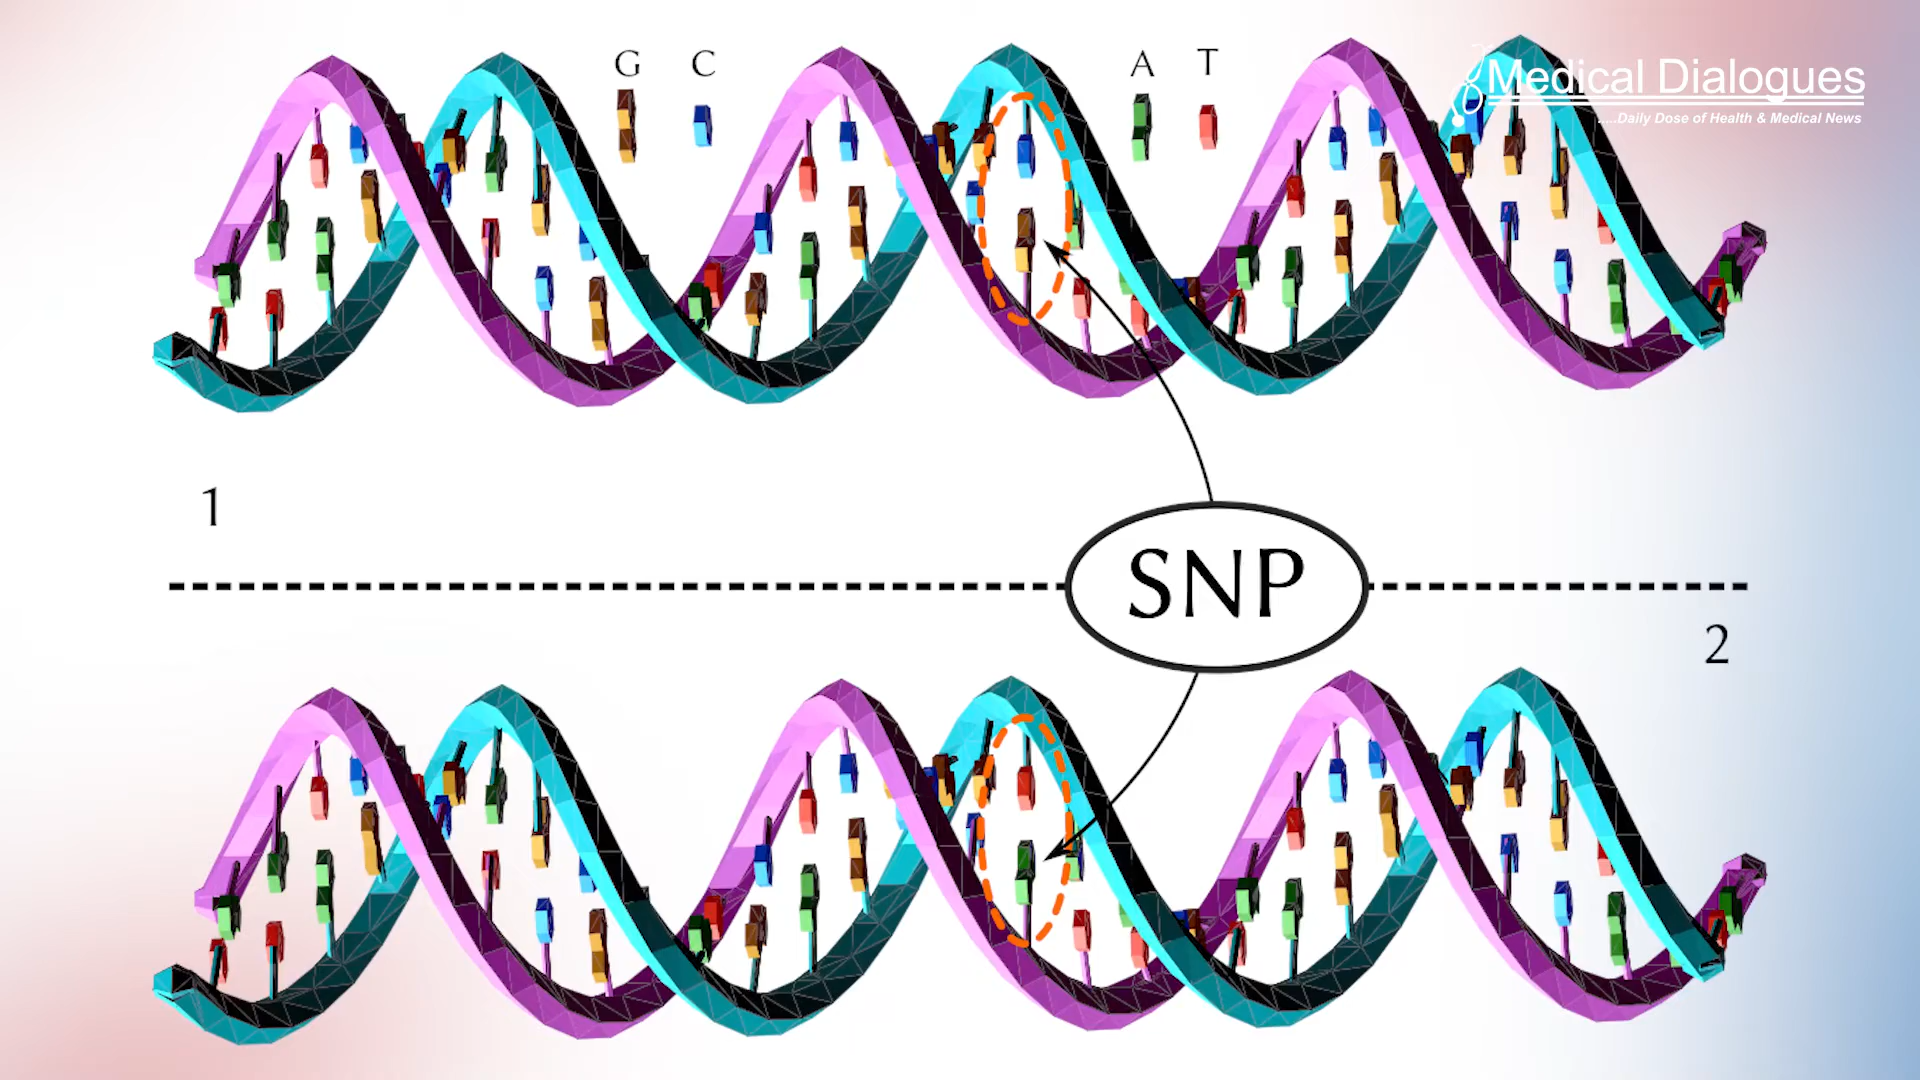 G C A T
Medical Dialogues
.....Daily Dose of Health & Medical News
1
SNP
2